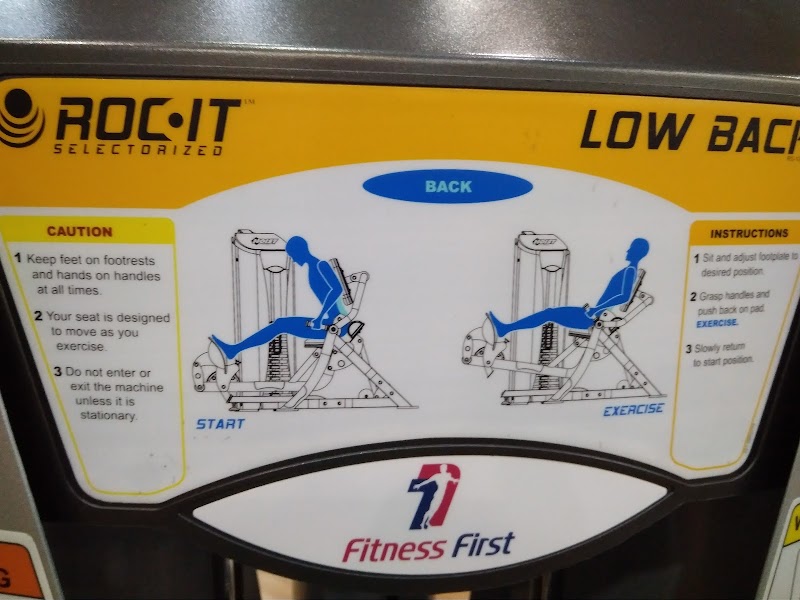 ROC•IT™
SELECTORIZED
LOW BACK
BACK
CAUTION
1 Keep feet on footrests
and hands on handles
at all times.
2 Your seat is designed
to move as you
exercise.
3 Do not enter or
exit the machine
unless it is
stationary.
START
EXERCISE
INSTRUCTIONS
1 Sit and adjust footplate to
desired position.
2 Grasp handles and
push back on pad.
EXERCISE.
3 Slowly return
to start position.
Fitness First
G